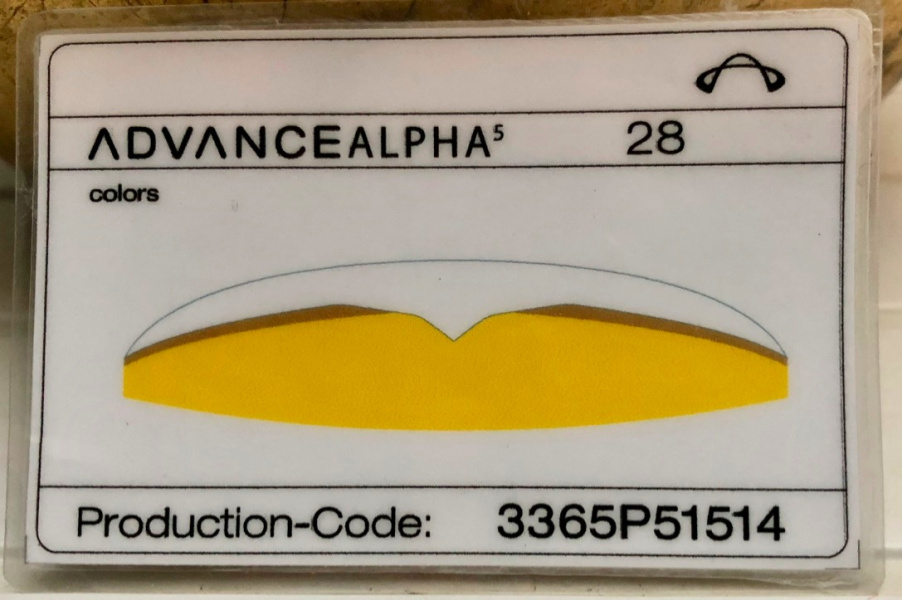 ADVANCEALPHA⁵ 28
colors
Production-Code: 3365P51514